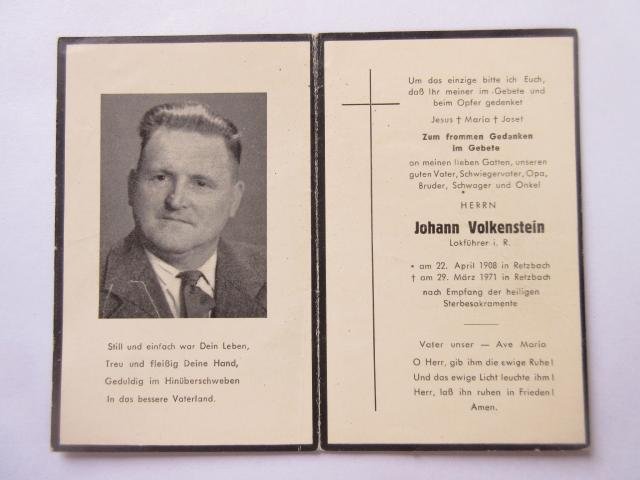 Still und einfach war Dein Leben,
Treu und fleißig Deine Hand,
Geduldig im Hinüberschweben
In das bessere Vaterland.
Um das einzige bitte ich Euch,
daß Ihr meiner im Gebete und
beim Opfer gedenket
Jesus † Maria † Josef
Zum frommen Gedanken
im Gebete
an meinen lieben Gatten, unseren
guten Vater, Schwiegervater, Opa,
Bruder, Schwager und Onkel
HERRN
Johann Volkenstein
Lokführer i. R.
* am 22. April 1908 in Retzbach
† am 29. März 1971 in Retzbach
nach Empfang der heiligen
Sterbesakramente
Vater unser — Ave Maria
O Herr, gib ihm die ewige Ruhe!
Und das ewige Licht leuchte ihm!
Herr, laß ihn ruhen in Frieden!
Amen.